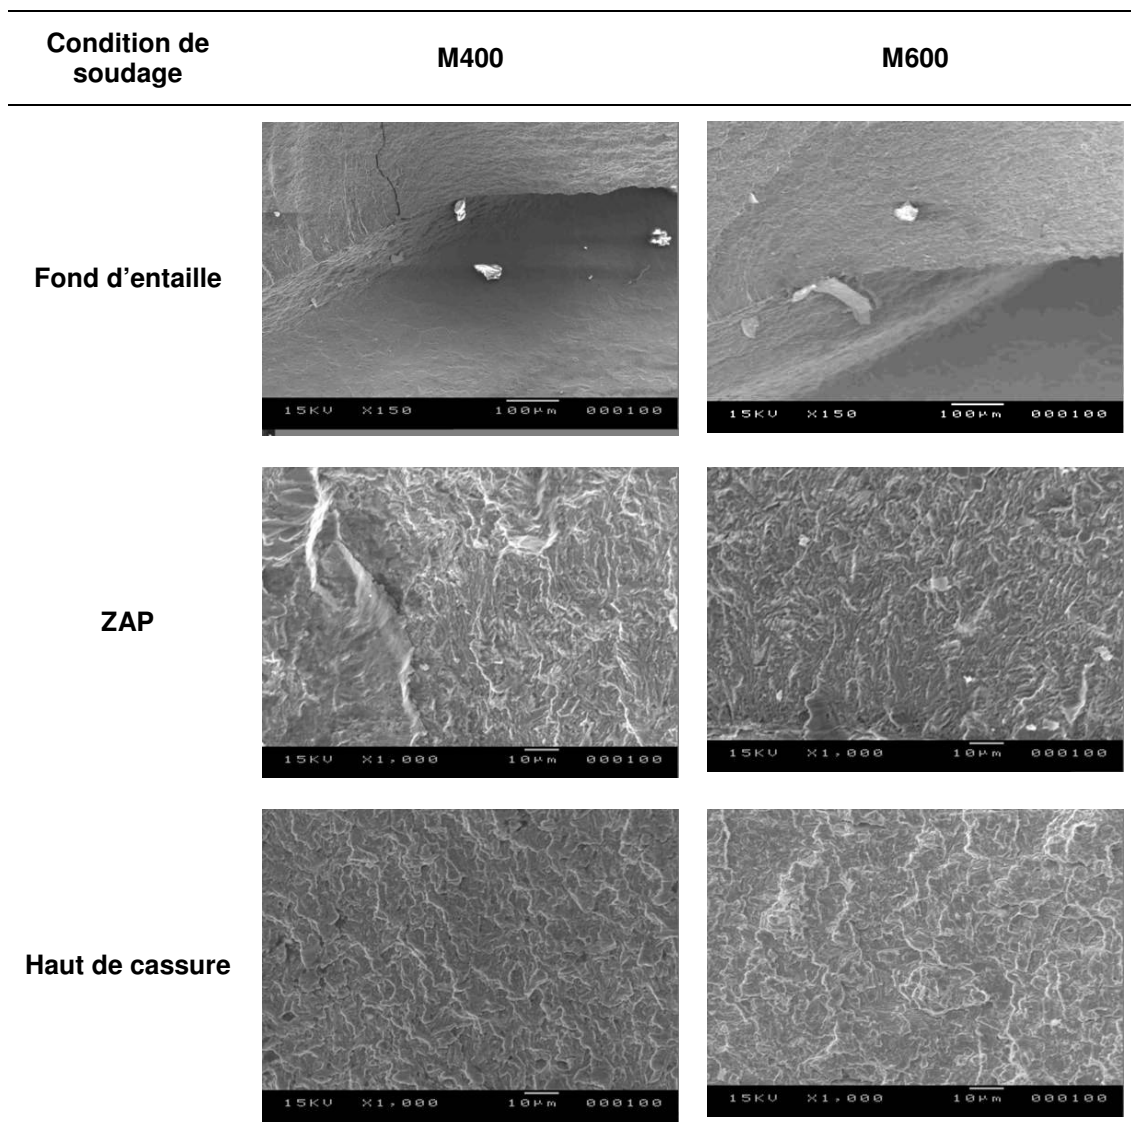 Condition de
soudage
M400
M600
Fond d'entaille
15KV X150 100µm 000100
15KV X150 100µm 000100
ZAP
15KV X1,000 10µm 000100
15KV X1,000 10µm 000100
Haut de cassure
15KV X1,000 10µm 000100
15KV X1,000 10µm 000100